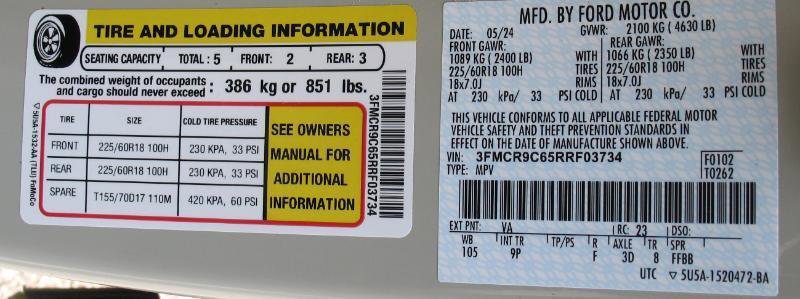 TIRE AND LOADING INFORMATION
SEATING CAPACITY TOTAL : 5 FRONT: 2 REAR: 3
The combined weight of occupants and cargo should never exceed : 386 kg or 851 lbs.
TIRE SIZE COLD TIRE PRESSURE
FRONT 225/60R18 100H 230 KPA, 33 PSI
REAR 225/60R18 100H 230 KPA, 33 PSI
SPARE T155/70D17 110M 420 KPA, 60 PSI
SEE OWNERS
MANUAL FOR
ADDITIONAL
INFORMATION
5U5A-1532-AA (TLU) FoMoCo
3FMCR9C65RRF03734
MFD. BY FORD MOTOR CO.
DATE: 05/24 GVWR: 2100 KG ( 4630 LB)
FRONT GAWR: REAR GAWR:
1089 KG ( 2400 LB) WITH 1066 KG ( 2350 LB) WITH
225/60R18 100H TIRES 225/60R18 100H TIRES
18x7.0J RIMS 18x7.0J RIMS
AT 230 kPa/ 33 PSI COLD AT 230 kPa/ 33 PSI COLD
THIS VEHICLE CONFORMS TO ALL APPLICABLE FEDERAL MOTOR
VEHICLE SAFETY AND THEFT PREVENTION STANDARDS IN
EFFECT ON THE DATE OF MANUFACTURE SHOWN ABOVE.
VIN: 3FMCR9C65RRF03734 F0102
TYPE: MPV T0262
EXT PNT: VA RC: 23 DSO:
WB INT TR TP/PS R AXLE TR SPR
105 9P F 3D 8 FFBB
UTC 5U5A-1520472-BA